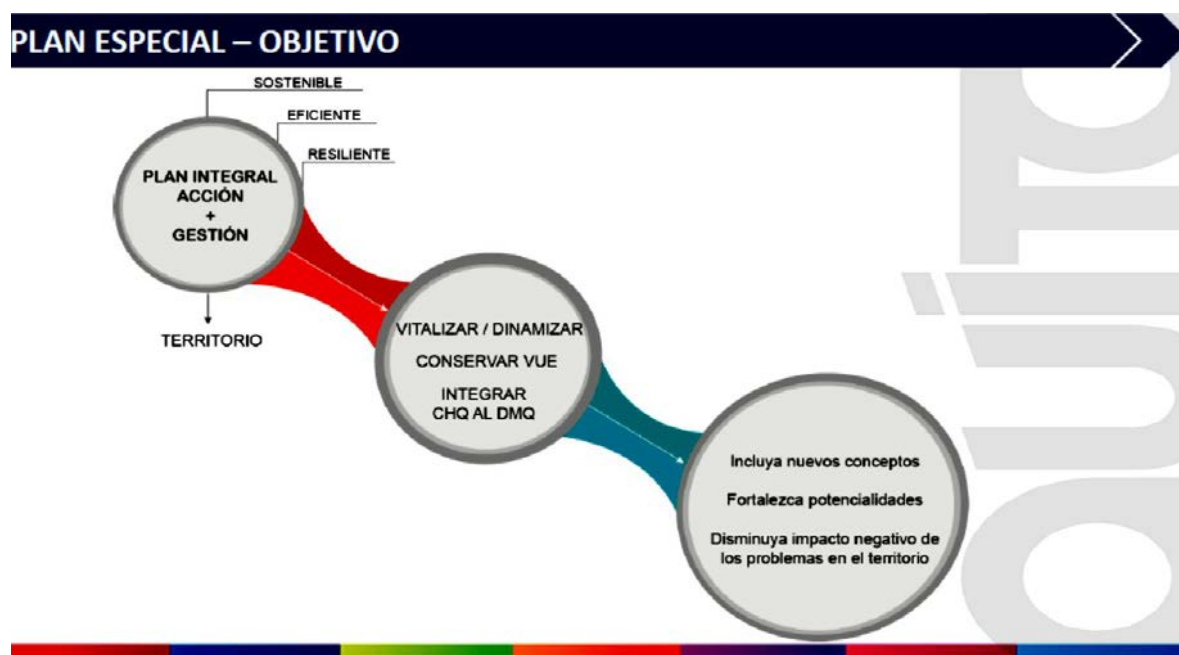 PLAN ESPECIAL – OBJETIVO
SOSTENIBLE
EFICIENTE
RESILIENTE
PLAN INTEGRAL
ACCIÓN
+
GESTIÓN
TERRITORIO
VITALIZAR / DINAMIZAR
CONSERVAR VUE
INTEGRAR
CHQ AL DMQ
Incluya nuevos conceptos
Fortalezca potencialidades
Disminuya impacto negativo de
los problemas en el territorio